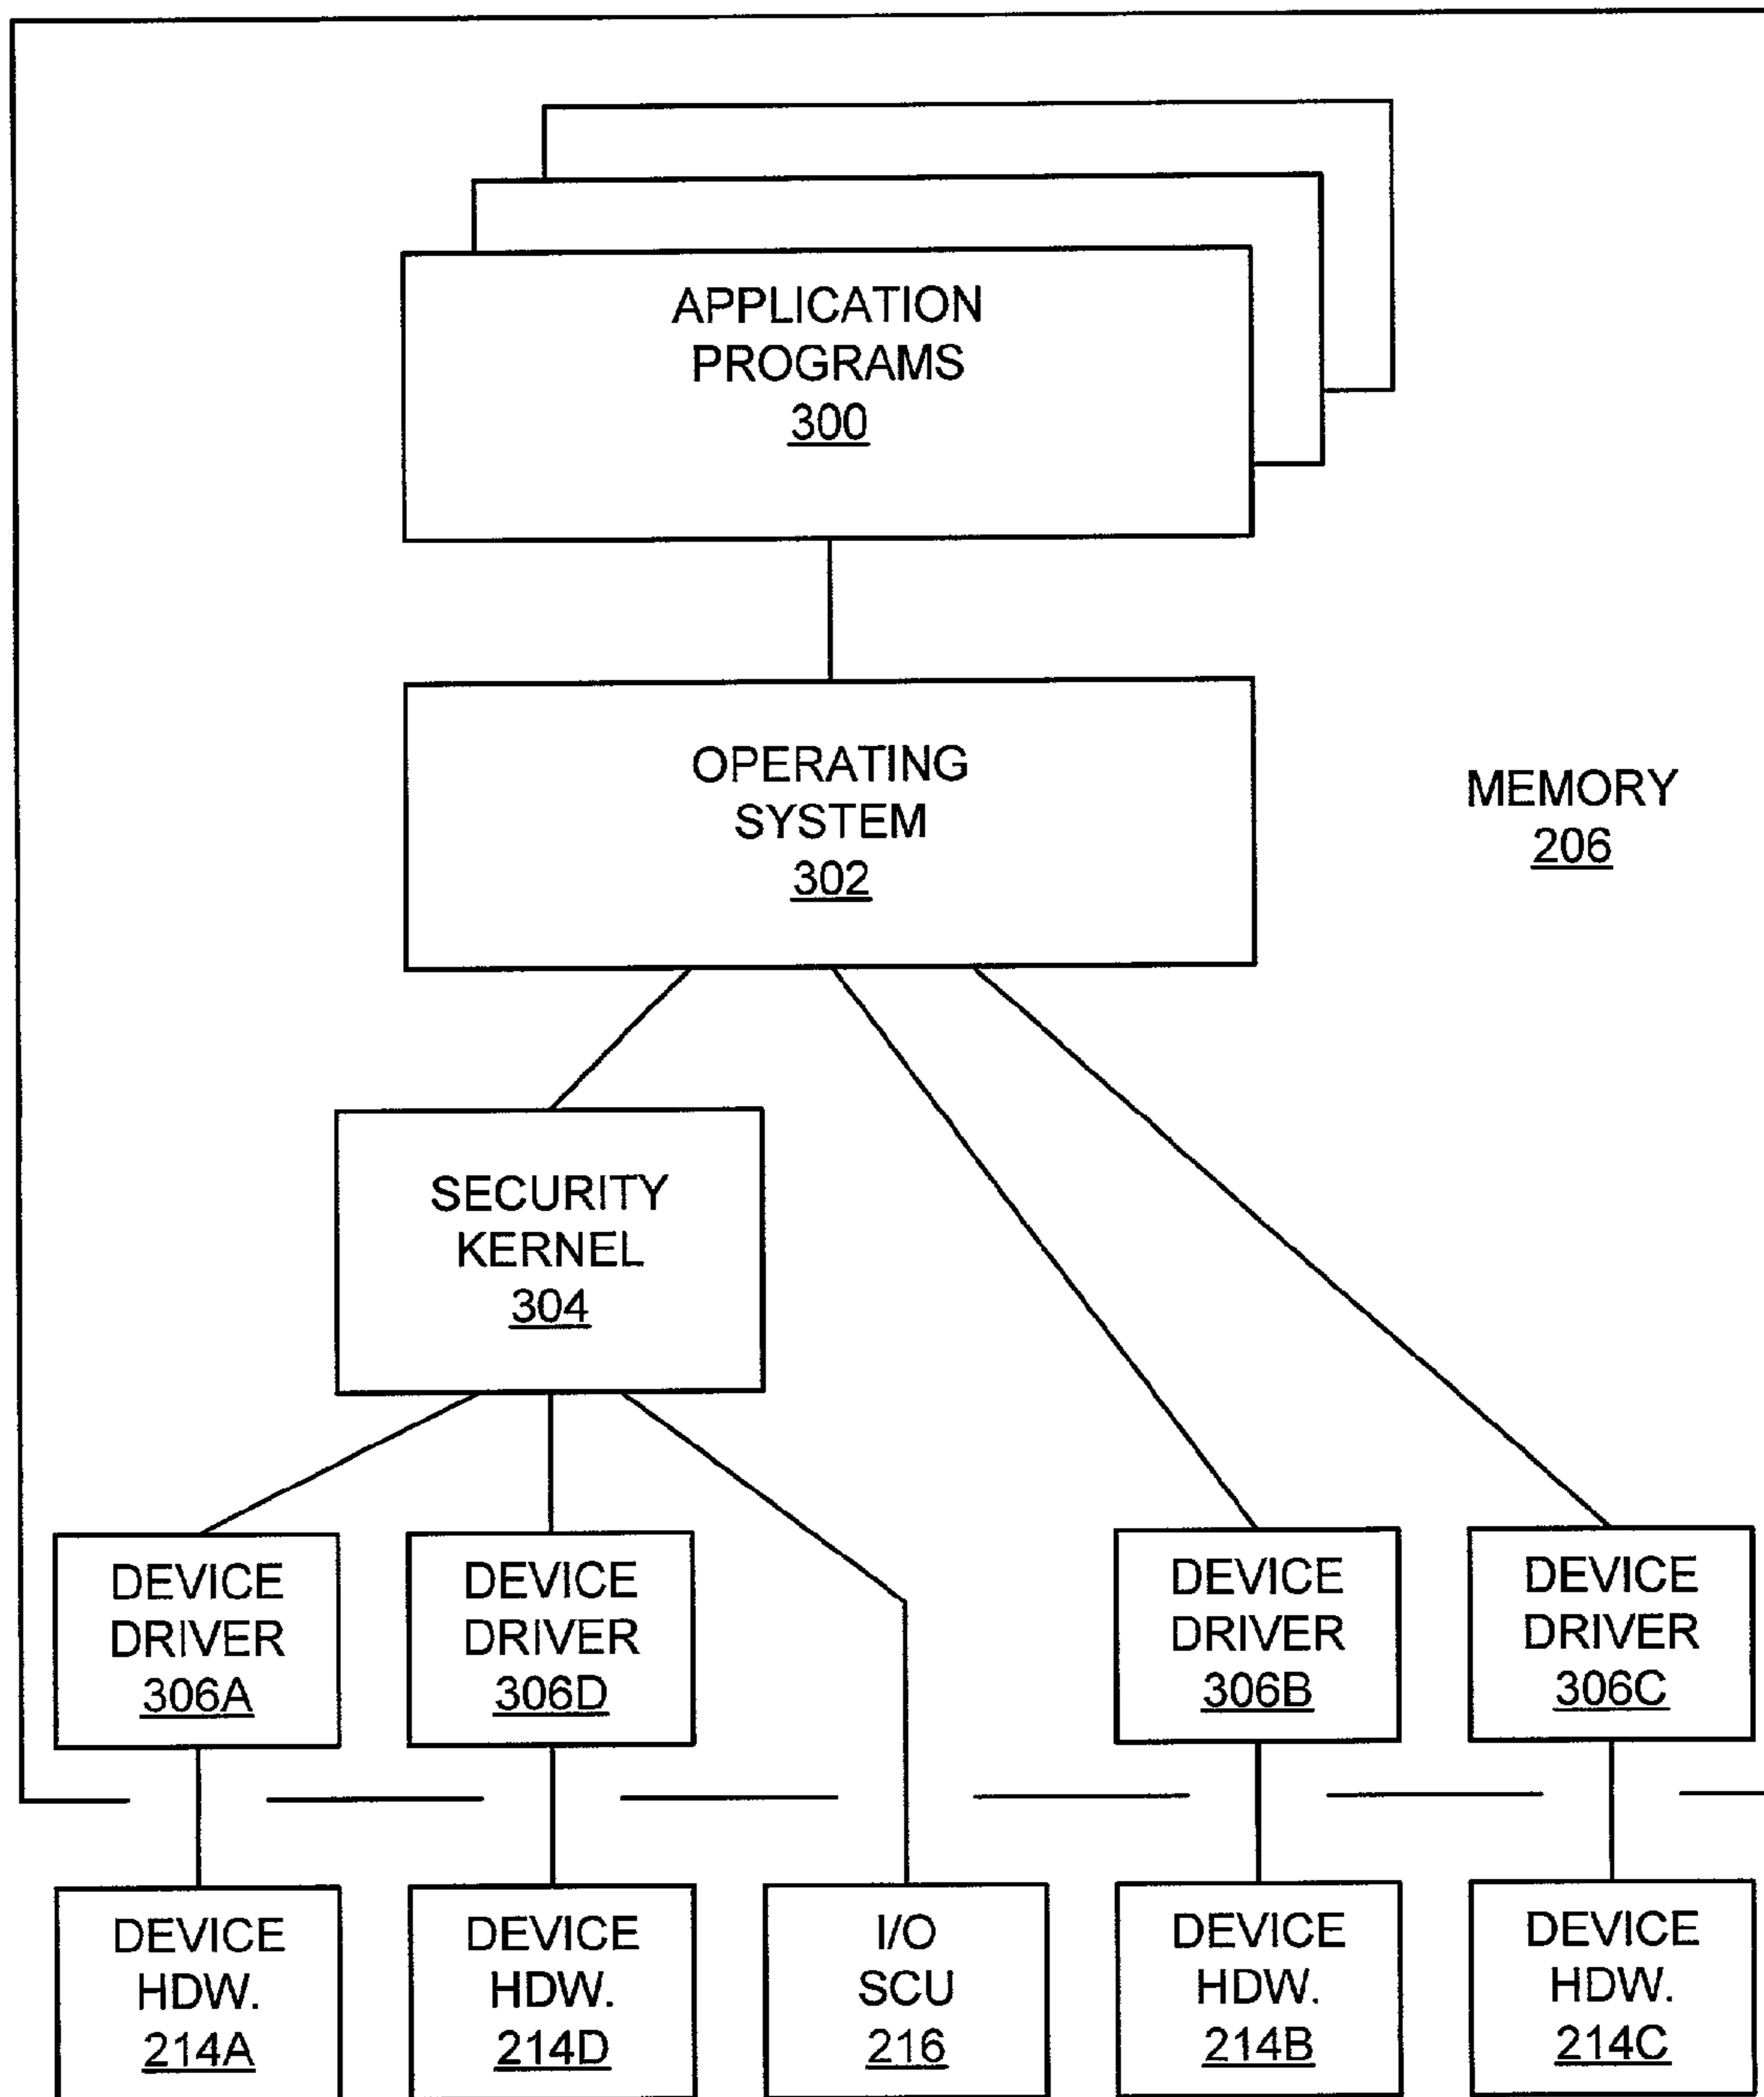 APPLICATION
PROGRAMS
300
OPERATING
SYSTEM
302
MEMORY
206
SECURITY
KERNEL
304
DEVICE
DRIVER
306A
DEVICE
DRIVER
306D
DEVICE
DRIVER
306B
DEVICE
DRIVER
306C
DEVICE
HDW.
214A
DEVICE
HDW.
214D
I/O
SCU
216
DEVICE
HDW.
214B
DEVICE
HDW.
214C